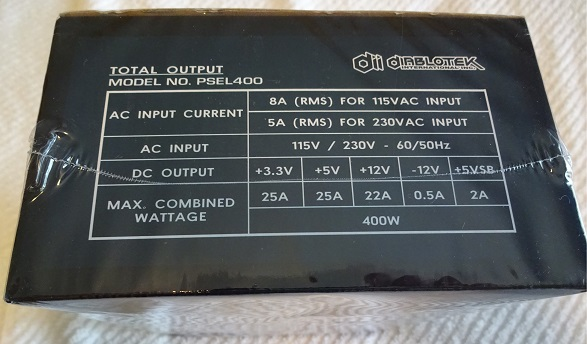 TOTAL OUTPUT
MODEL NO. PSEL400
di DIABLOTEK
INTERNATIONAL INC.
AC INPUT CURRENT
8A (RMS) FOR 115VAC INPUT
5A (RMS) FOR 230VAC INPUT
AC INPUT 115V / 230V - 60/50Hz
DC OUTPUT +3.3V +5V +12V -12V +5VSB
MAX. COMBINED WATTAGE
25A 25A 22A 0.5A 2A
400W